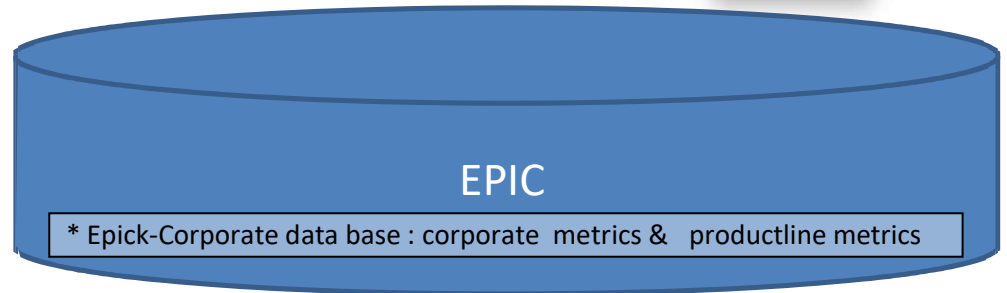 EPIC
* Epick-Corporate data base : corporate metrics & productline metrics